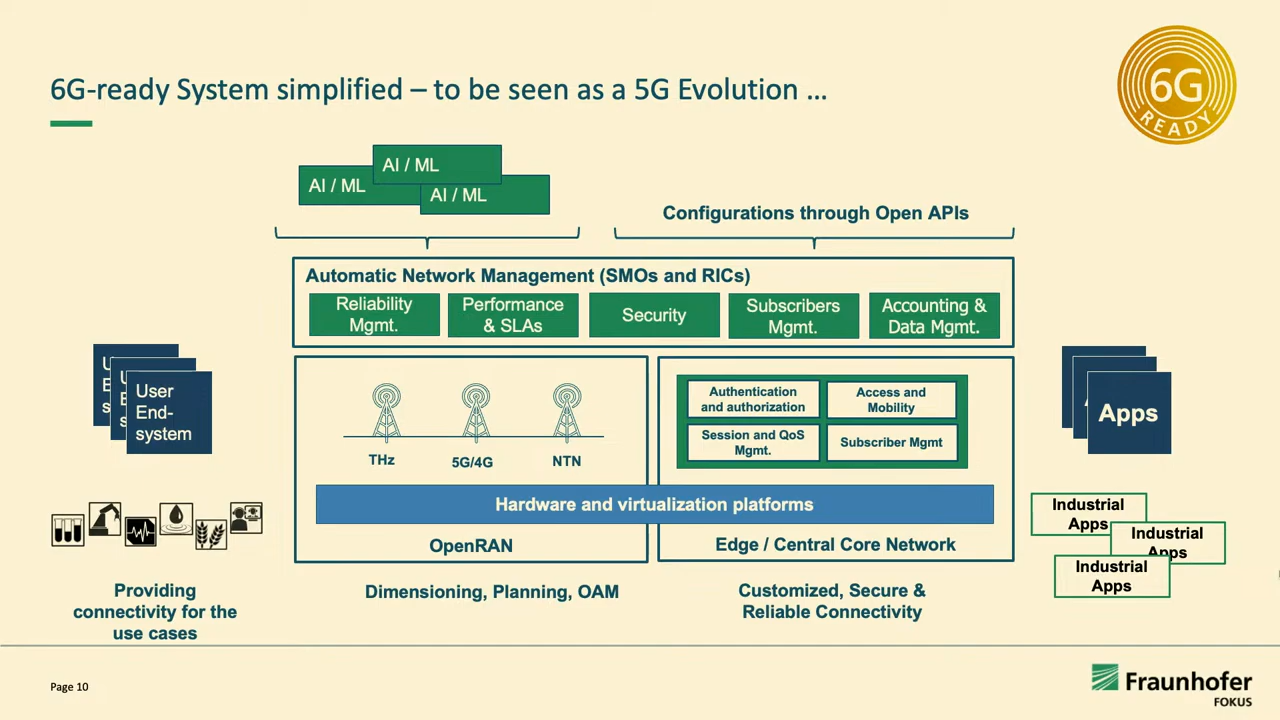 6G-ready System simplified – to be seen as a 5G Evolution ...
6G
READY
AI / ML
AI / ML
AI / ML
Configurations through Open APIs
Automatic Network Management (SMOs and RICs)
Reliability
Mgmt.
Performance
& SLAs
Security
Subscribers
Mgmt.
Accounting &
Data Mgmt.
User
End-
system
THz
5G/4G
NTN
Authentication
and authorization
Access and
Mobility
Session and QoS
Mgmt.
Subscriber Mgmt
Apps
Hardware and virtualization platforms
OpenRAN
Edge / Central Core Network
Industrial
Apps
Industrial
Apps
Industrial
Apps
Providing
connectivity for the
use cases
Dimensioning, Planning, OAM
Customized, Secure &
Reliable Connectivity
Page 10
Fraunhofer
FOKUS